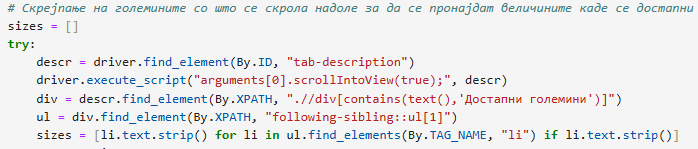 # Скрејпање на големините со што се скрола надоле за да се пронајдат величините каде се достапни
sizes = []
try:
    descr = driver.find_element(By.ID, "tab-description")
    driver.execute_script("arguments[0].scrollIntoView(true);", descr)
    div = descr.find_element(By.XPATH, ".//div[contains(text(),'Достапни големини')]")
    ul = div.find_element(By.XPATH, "following-sibling::ul[1]")
    sizes = [li.text.strip() for li in ul.find_elements(By.TAG_NAME, "li") if li.text.strip()]